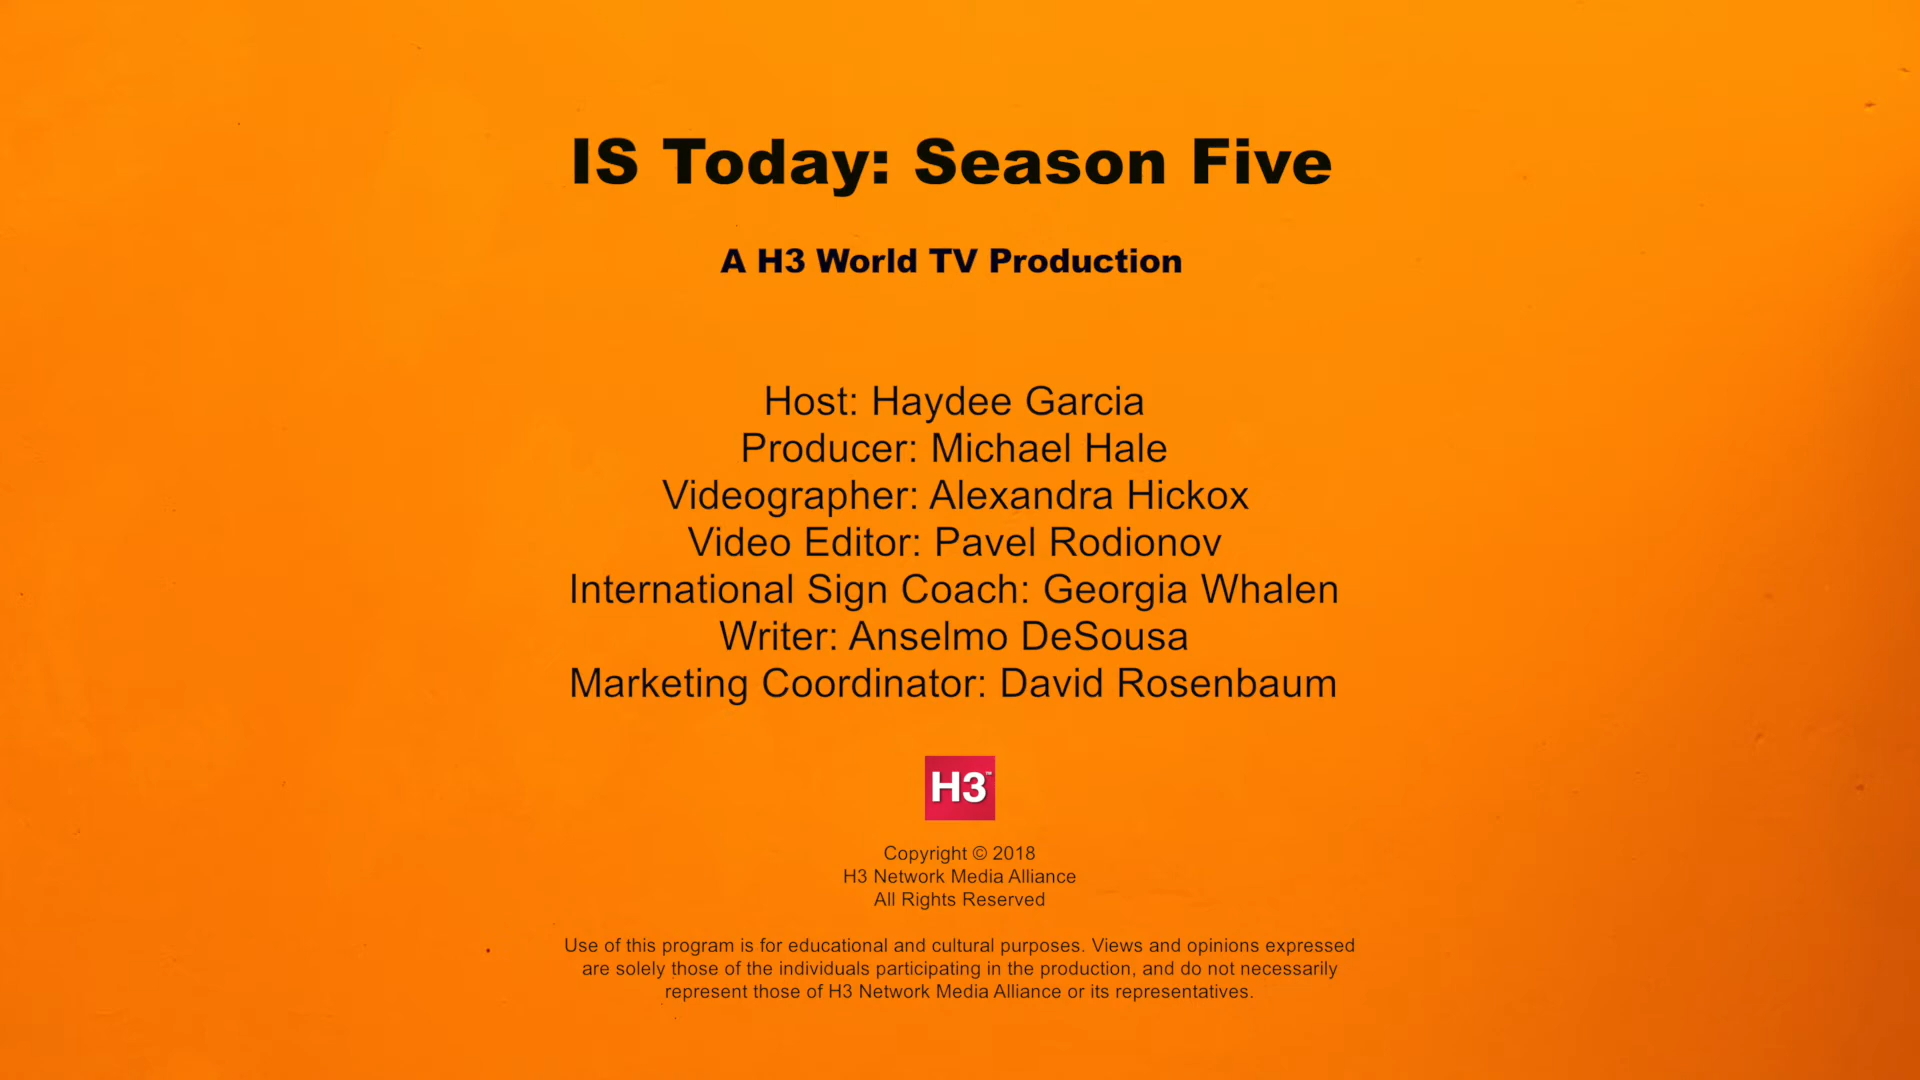 IS Today: Season Five
A H3 World TV Production
Host: Haydee Garcia
Producer: Michael Hale
Videographer: Alexandra Hickox
Video Editor: Pavel Rodionov
International Sign Coach: Georgia Whalen
Writer: Anselmo DeSousa
Marketing Coordinator: David Rosenbaum
H3™
Copyright © 2018
H3 Network Media Alliance
All Rights Reserved
Use of this program is for educational and cultural purposes. Views and opinions expressed
are solely those of the individuals participating in the production, and do not necessarily
represent those of H3 Network Media Alliance or its representatives.